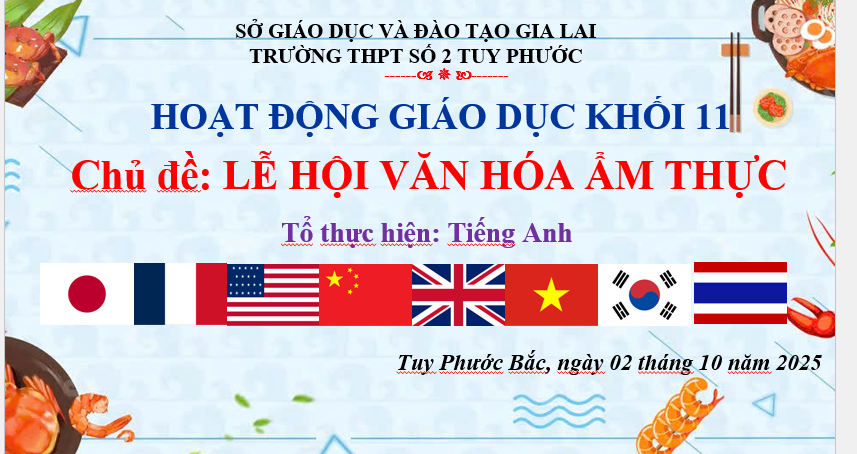 SỞ GIÁO DỤC VÀ ĐÀO TẠO GIA LAI
TRƯỜNG THPT SỐ 2 TUY PHƯỚC
HOẠT ĐỘNG GIÁO DỤC KHỐI 11
Chủ đề: LỄ HỘI VĂN HÓA ẨM THỰC
Tổ thực hiện: Tiếng Anh
Tuy Phước Bắc, ngày 02 tháng 10 năm 2025